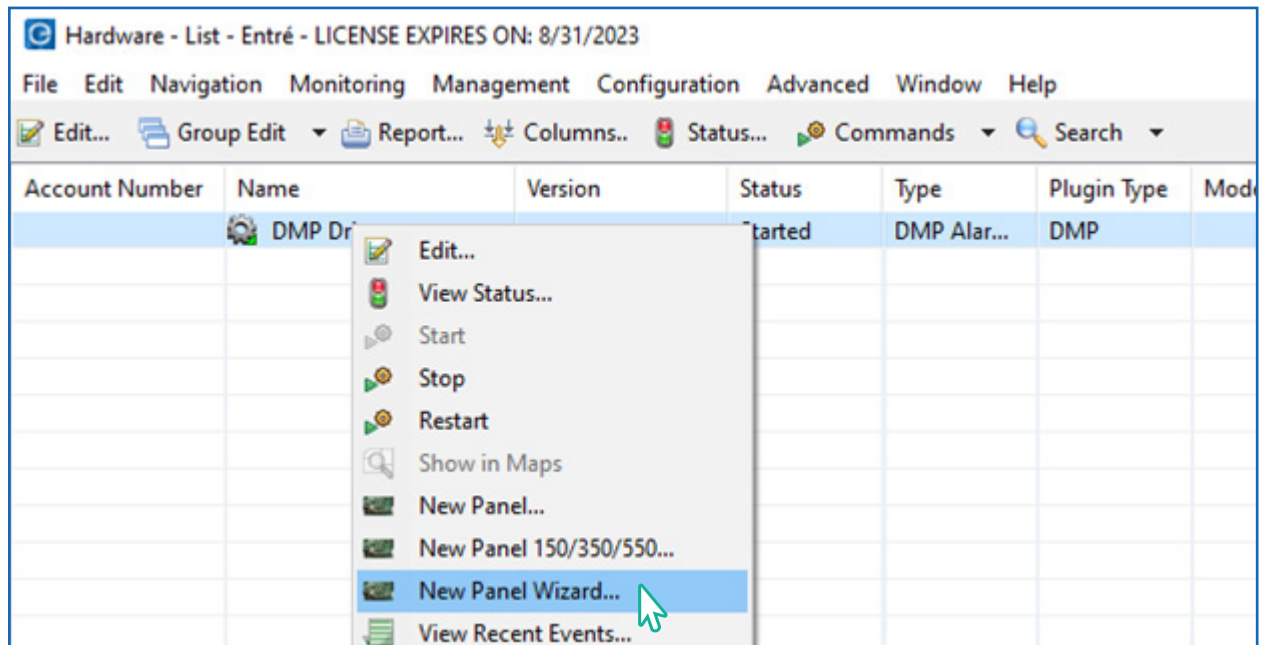 Hardware - List - Entré - LICENSE EXPIRES ON: 8/31/2023
File Edit Navigation Monitoring Management Configuration Advanced Window Help
Edit... Group Edit Report... Columns.. Status... Commands Search
Account Number Name Version Status Type Plugin Type
DMP Started DMP Alar... DMP
Edit...
View Status...
Start
Stop
Restart
Show in Maps
New Panel...
New Panel 150/350/550...
New Panel Wizard...
View Recent Events...